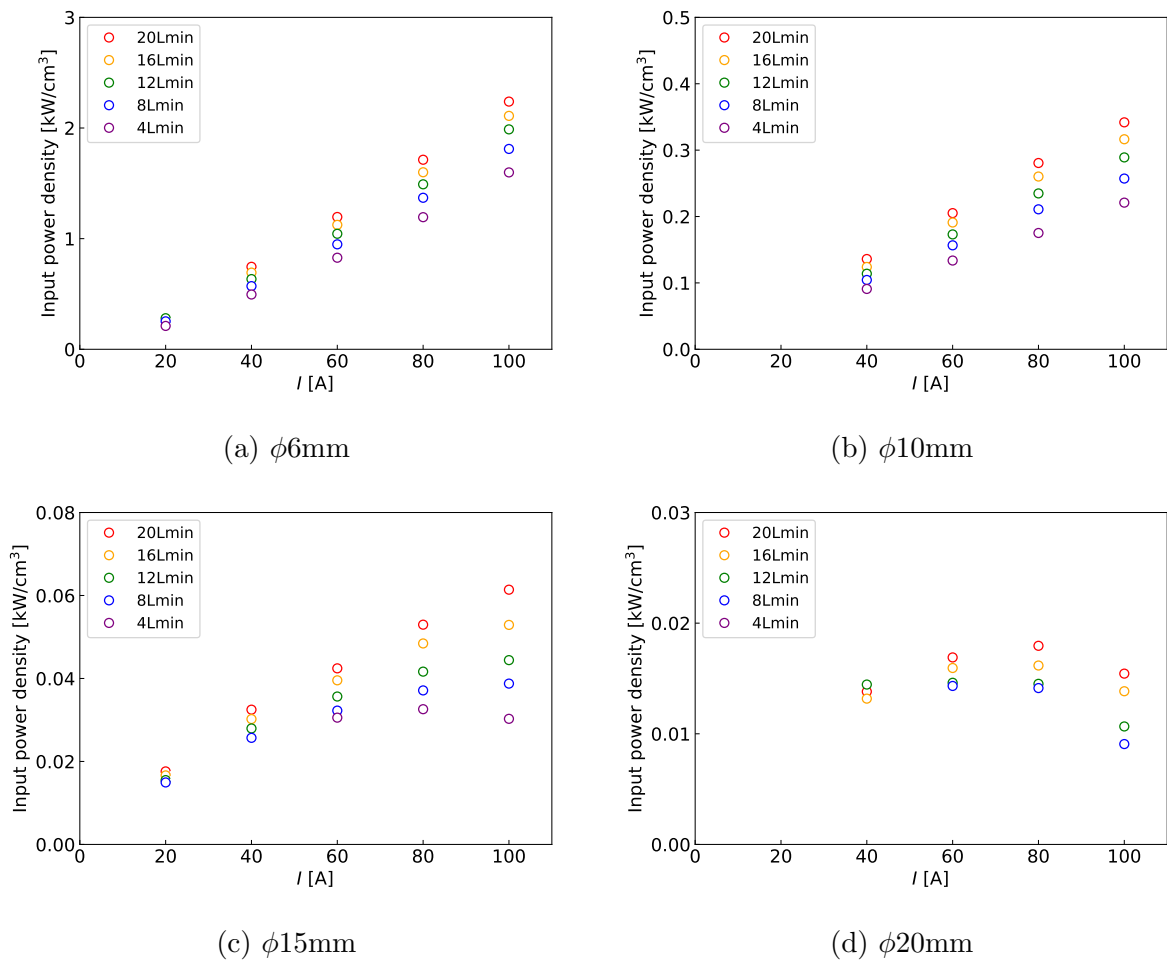 3
2
1
0
Input power density [kW/cm³]
20Lmin
16Lmin
12Lmin
8Lmin
4Lmin
0 20 40 60 80 100
I [A]
(a) ϕ6mm
0.5
0.4
0.3
0.2
0.1
0.0
Input power density [kW/cm³]
20Lmin
16Lmin
12Lmin
8Lmin
4Lmin
0 20 40 60 80 100
I [A]
(b) ϕ10mm
0.08
0.06
0.04
0.02
0.00
Input power density [kW/cm³]
20Lmin
16Lmin
12Lmin
8Lmin
4Lmin
0 20 40 60 80 100
I [A]
(c) ϕ15mm
0.03
0.02
0.01
0.00
Input power density [kW/cm³]
20Lmin
16Lmin
12Lmin
8Lmin
4Lmin
0 20 40 60 80 100
I [A]
(d) ϕ20mm